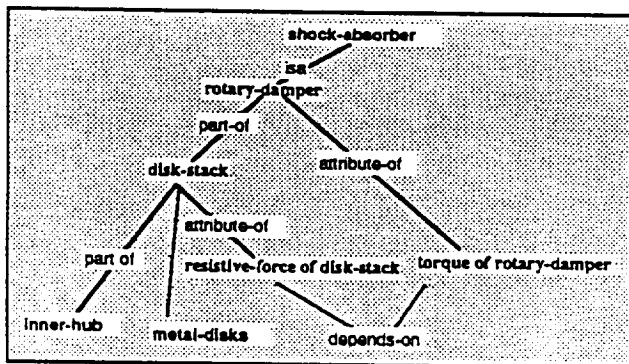 shock-absorber
isa
rotary-damper
part-of
attribute-of
disk-stack.
attribute-of
part of
resistive-force of disk-stack.
torque of rotary-damper
inner-hub
metal-disks
depends-on